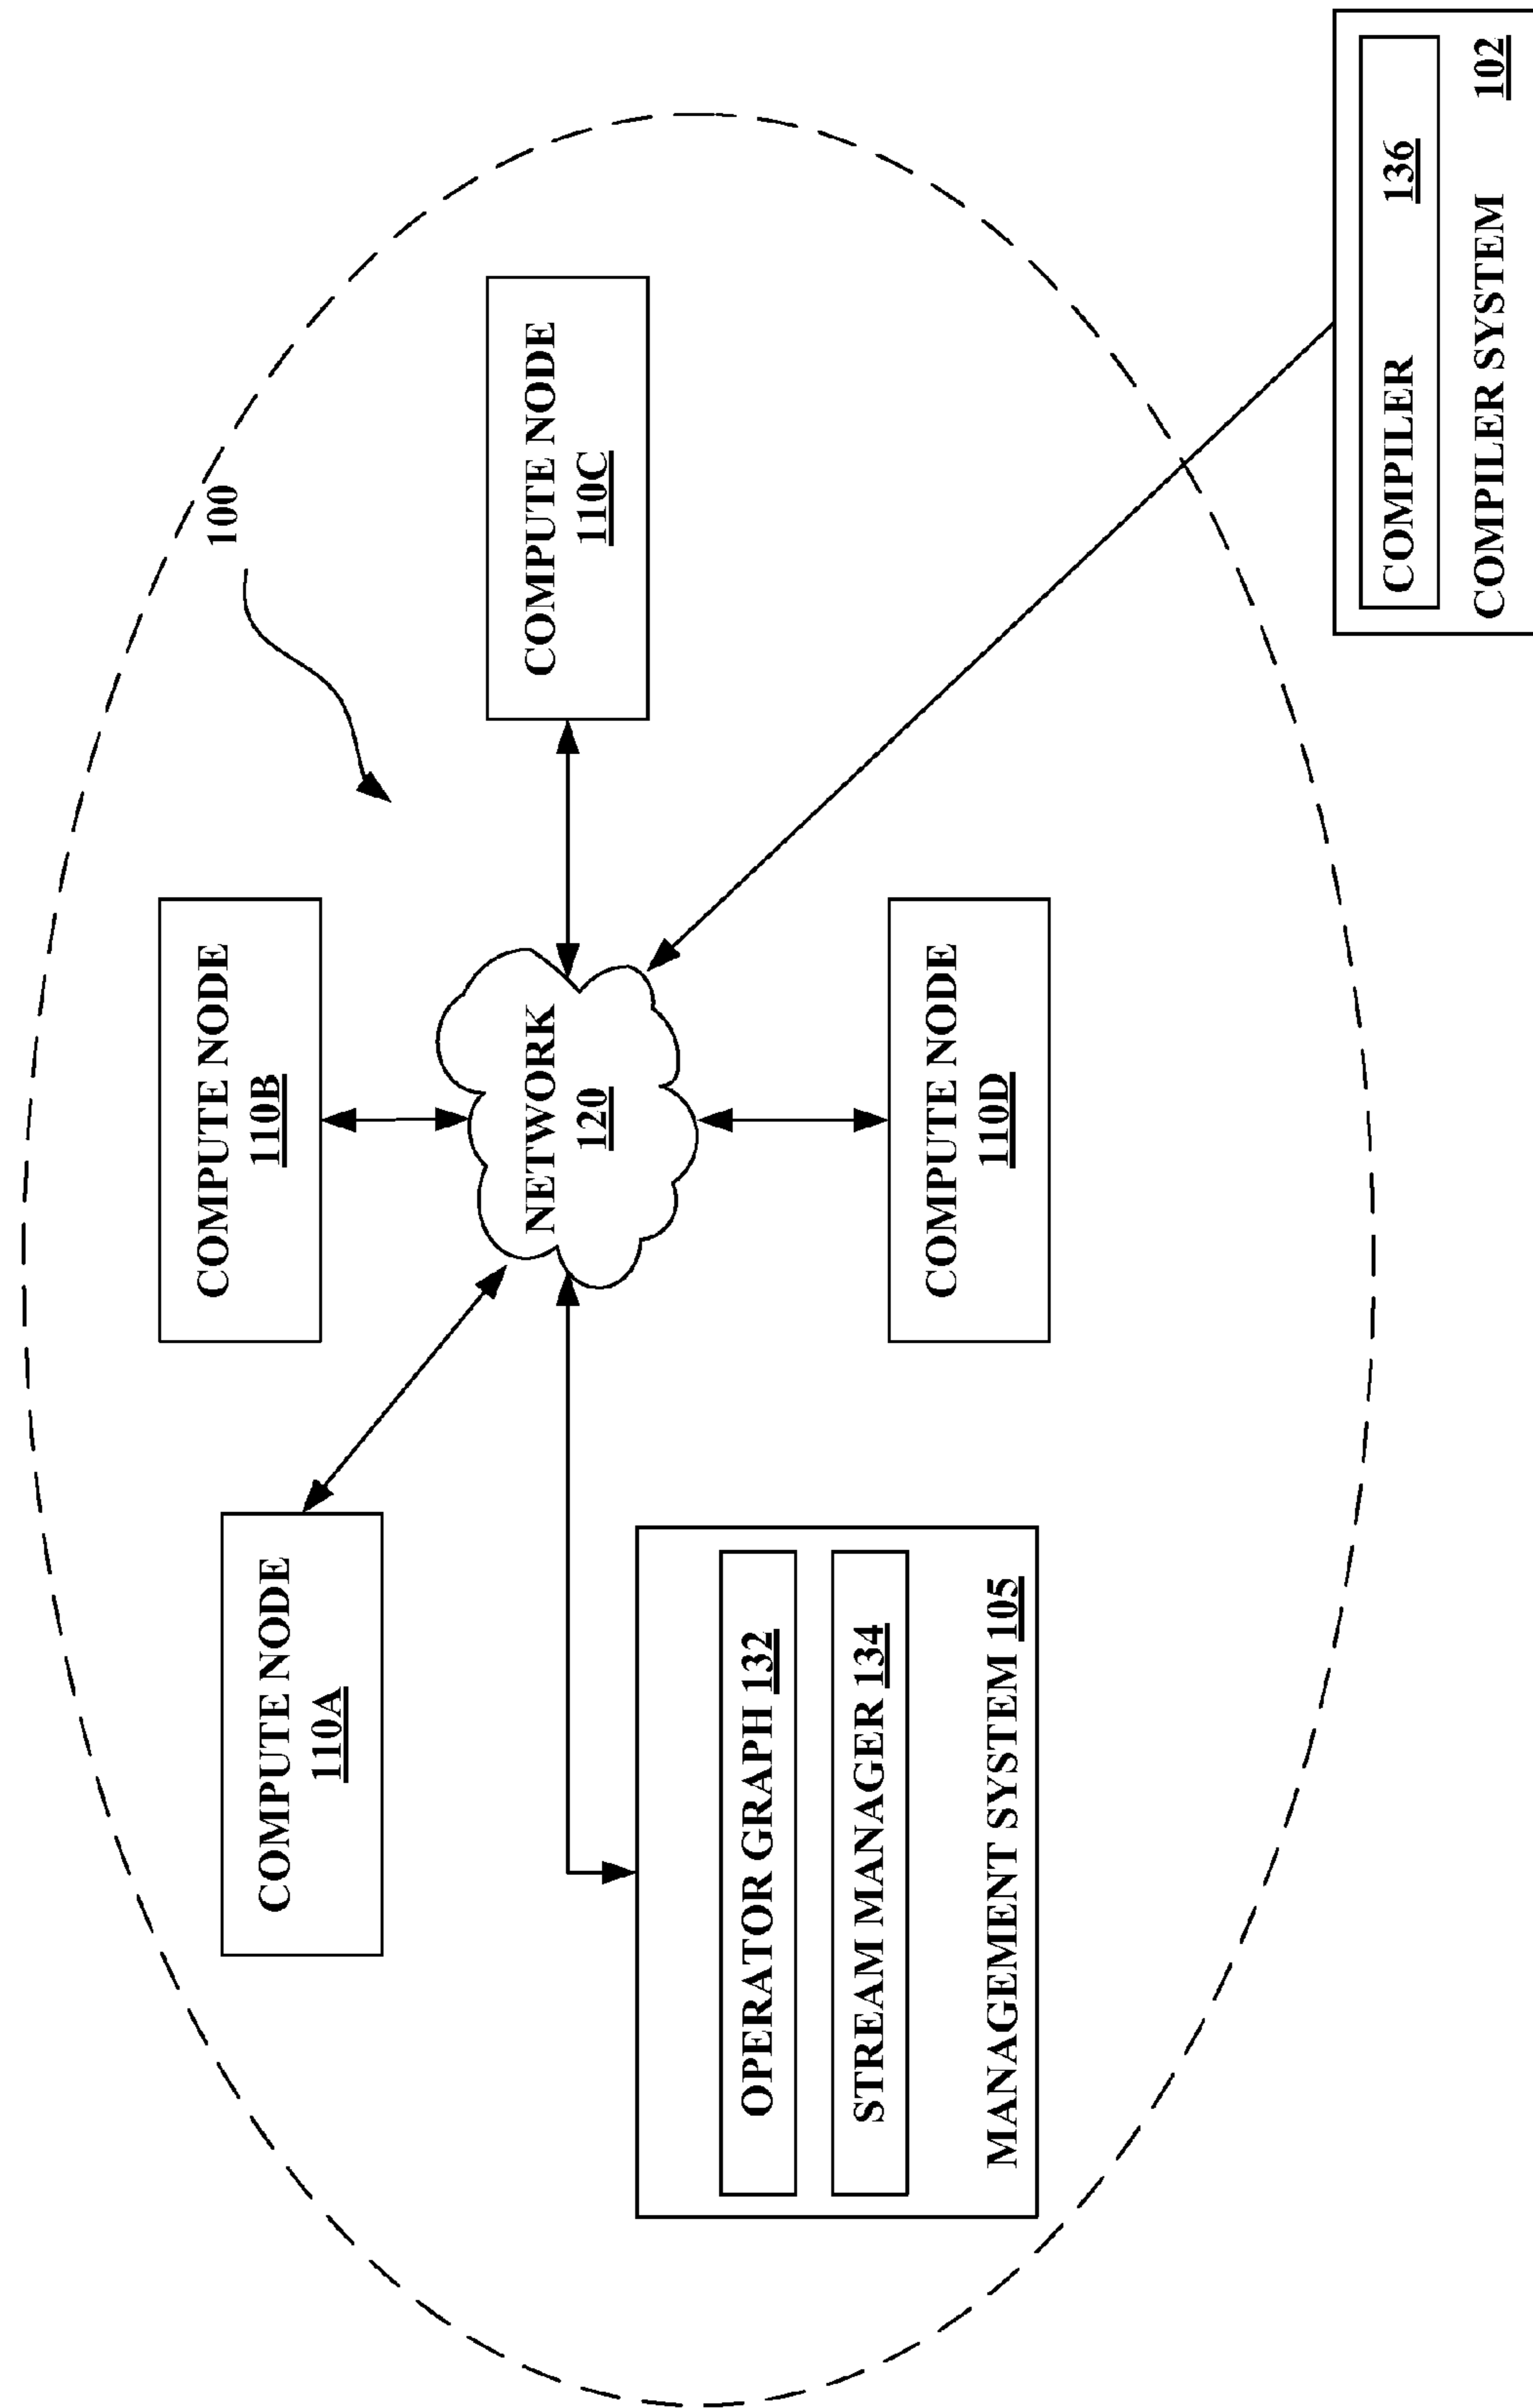 100
COMPUTE NODE
110A
COMPUTE NODE
110B
COMPUTE NODE
110C
NETWORK
120
OPERATOR GRAPH 132
STREAM MANAGER 134
MANAGEMENT SYSTEM 105
COMPUTE NODE
110D
COMPILER 136
COMPILER SYSTEM 102